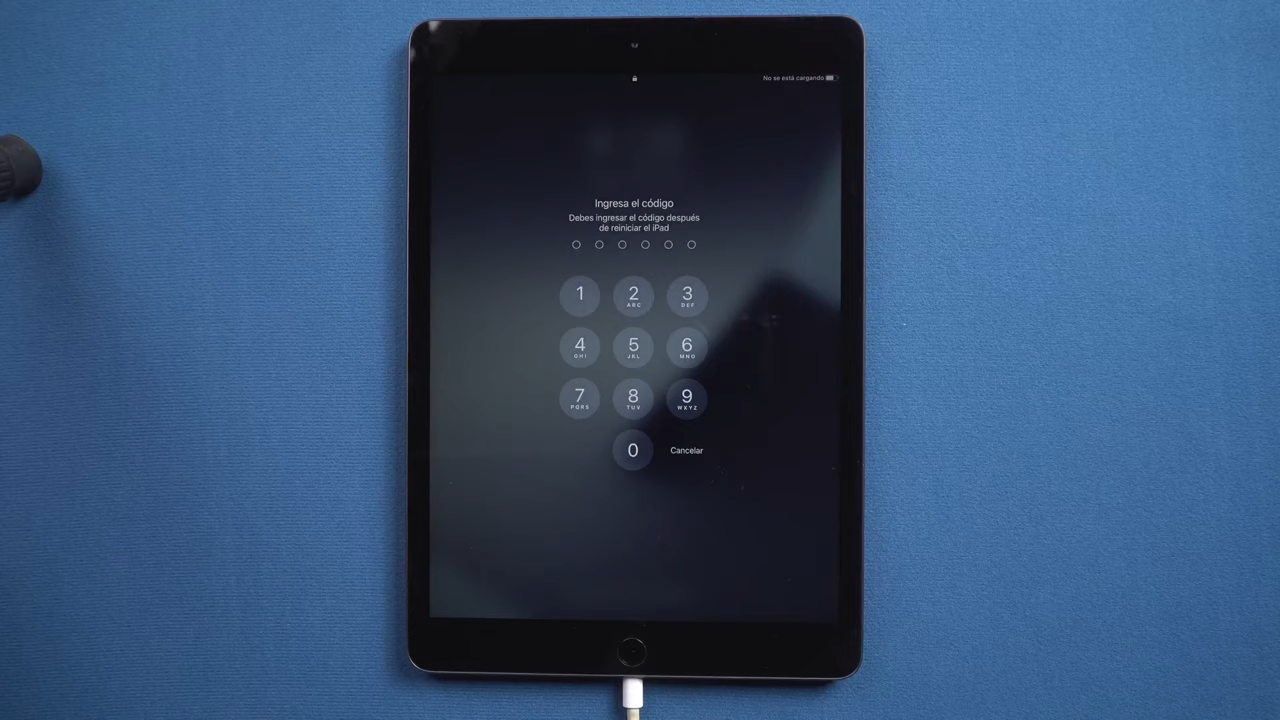 No se está cargando
Ingresa el código
Debes ingresar el código después
de reiniciar el iPad
1
2
ABC
3
DEF
4
GHI
5
JKL
6
MNO
7
PQRS
8
TUV
9
WXYZ
0
Cancelar